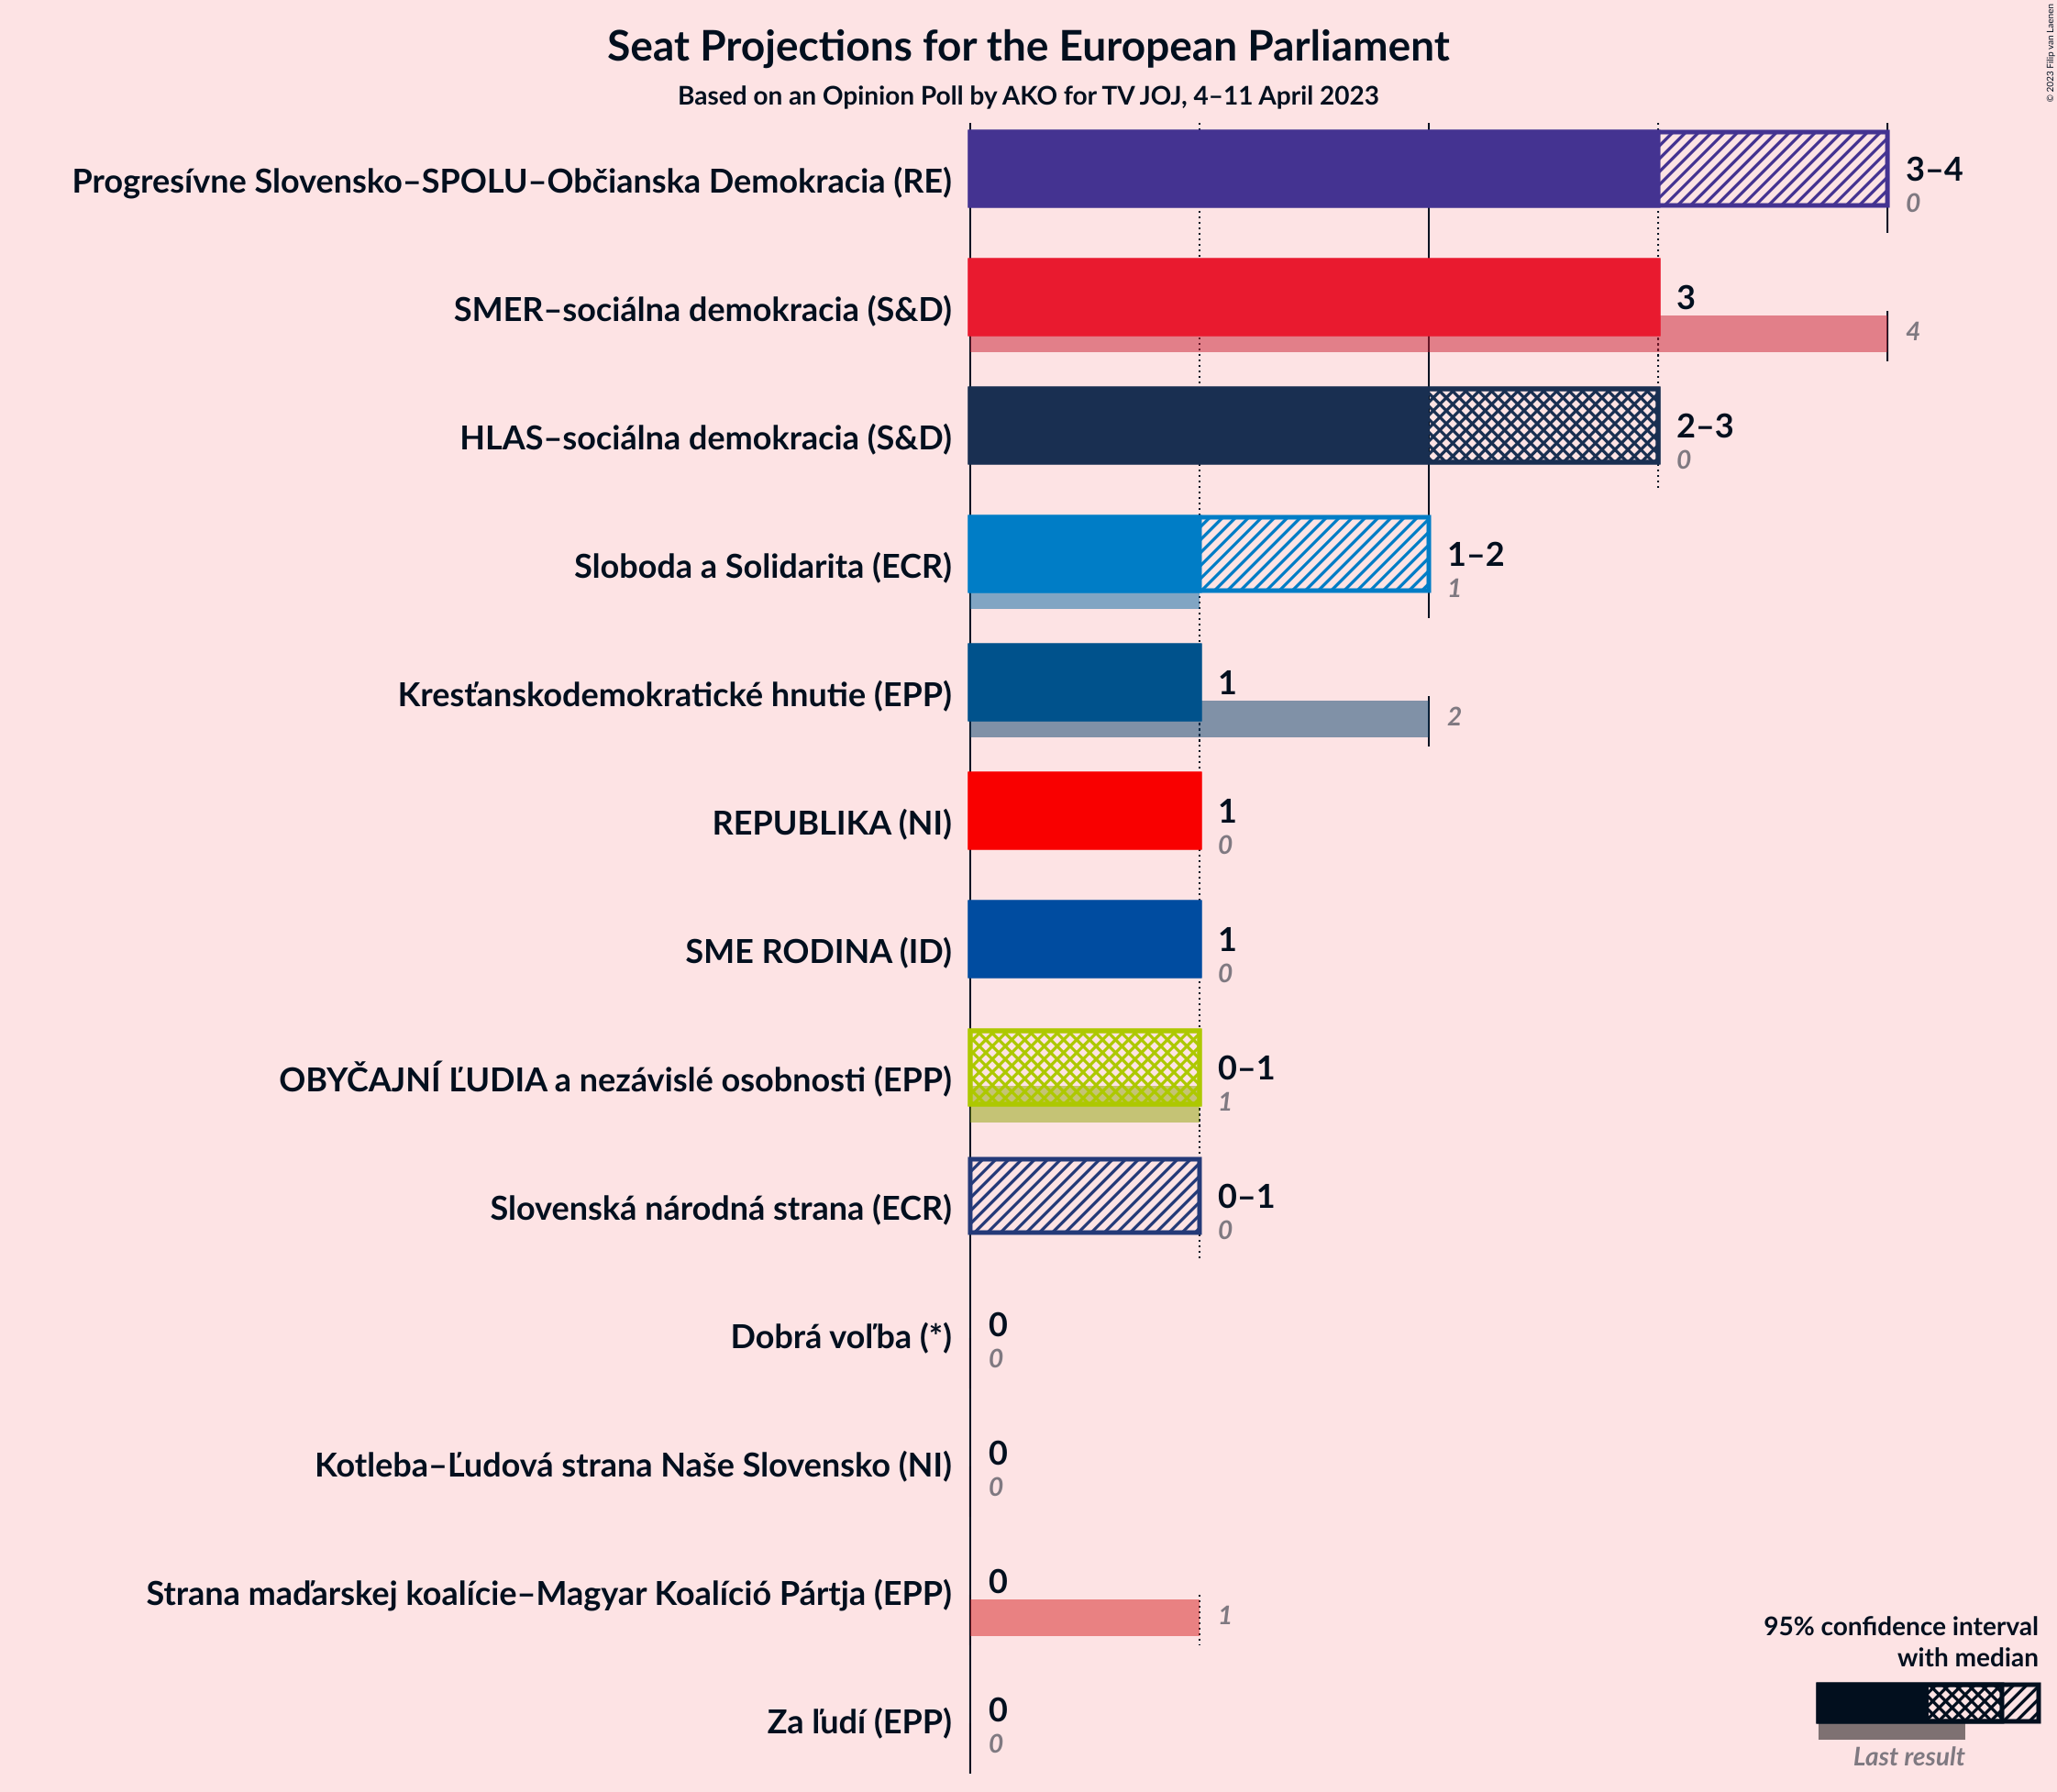 Seat Projections for the European Parliament
Based on an Opinion Poll by AKO for TV JOJ, 4–11 April 2023
© 2023 Filip van Laenen
Progresívne Slovensko–SPOLU–Občianska Demokracia (RE)
3–4
0
SMER–sociálna demokracia (S&D)
3
4
HLAS–sociálna demokracia (S&D)
2–3
0
Sloboda a Solidarita (ECR)
1–2
1
Kresťanskodemokratické hnutie (EPP)
1
2
REPUBLIKA (NI)
1
0
SME RODINA (ID)
1
0
OBYČAJNÍ ĽUDIA a nezávislé osobnosti (EPP)
0–1
1
Slovenská národná strana (ECR)
0–1
0
Dobrá voľba (*)
0
0
Kotleba–Ľudová strana Naše Slovensko (NI)
0
0
Strana maďarskej koalície–Magyar Koalíció Pártja (EPP)
0
1
Za ľudí (EPP)
0
0
95% confidence interval
with median
Last result